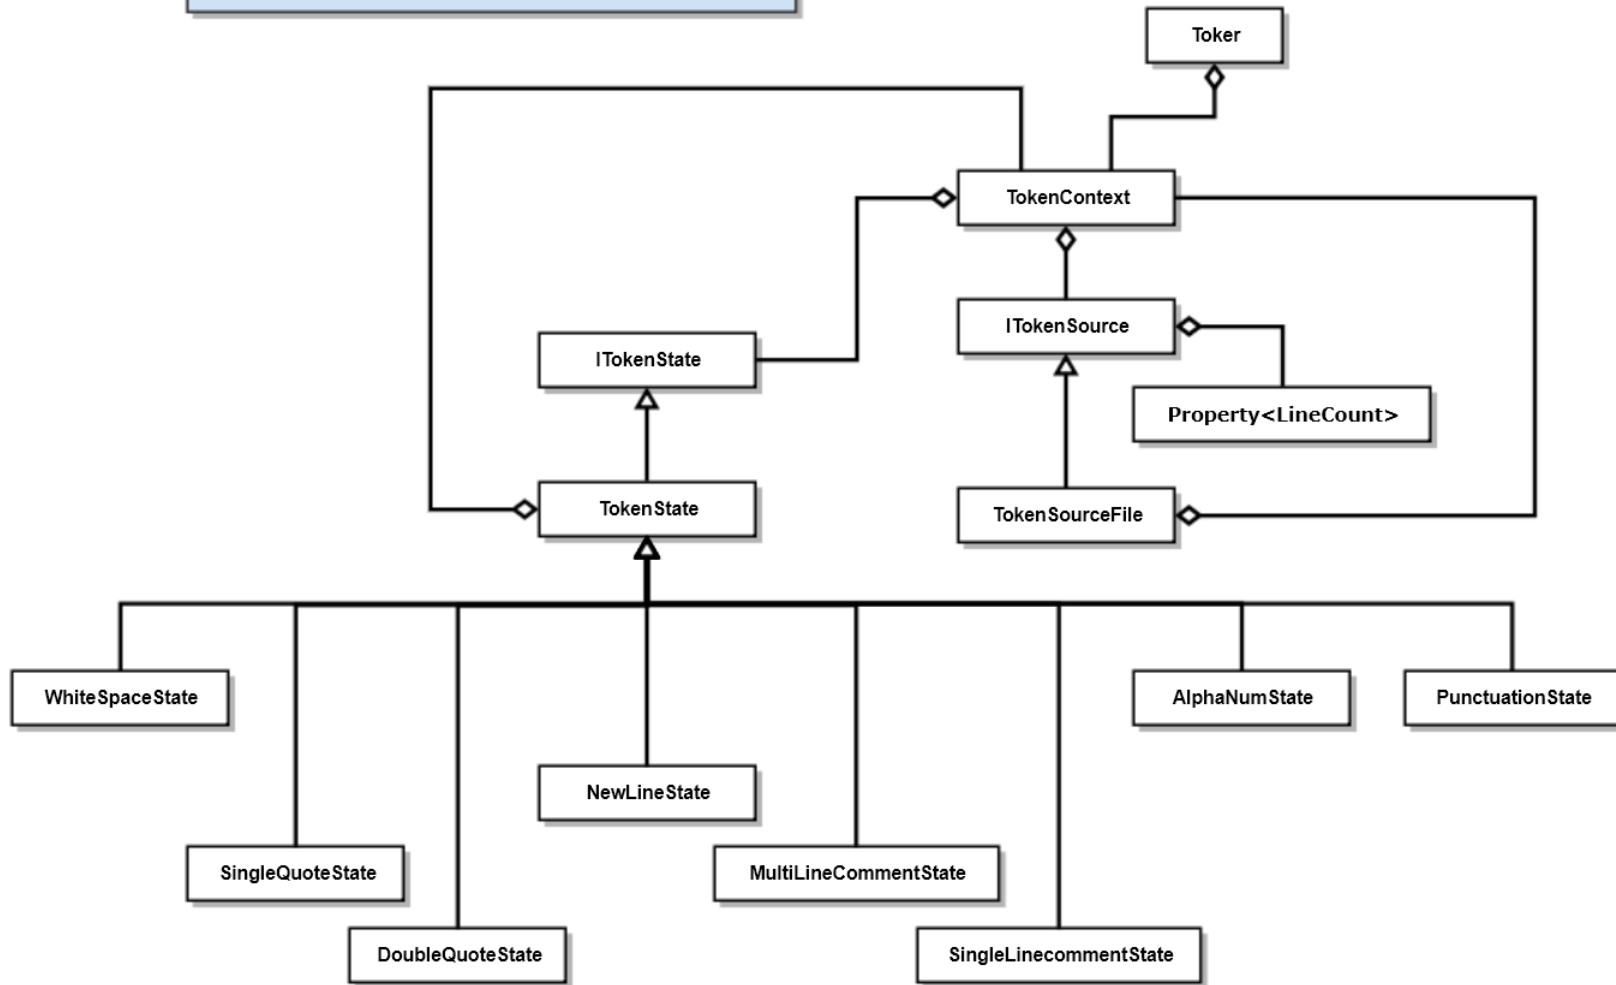 Toker
TokenContext
ITokenSource
ITokenState
Property<LineCount>
TokenState
TokenSourceFile
WhiteSpaceState
AlphaNumState
PunctuationState
NewLineState
SingleQuoteState
MultiLineCommentState
DoubleQuoteState
SingleLinecommentState